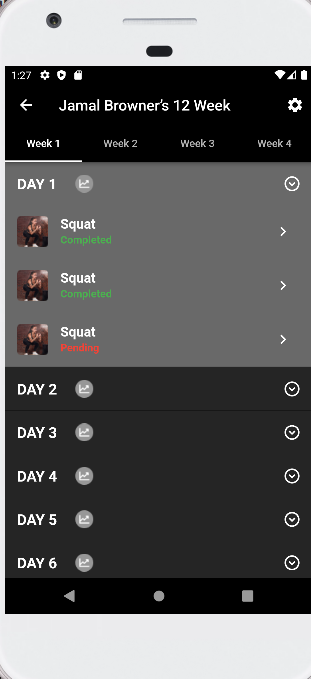 1:27
Jamal Browner's 12 Week
Week 1 Week 2 Week 3 Week 4
DAY 1
Squat
Completed
Squat
Completed
Squat
Pending
DAY 2
DAY 3
DAY 4
DAY 5
DAY 6